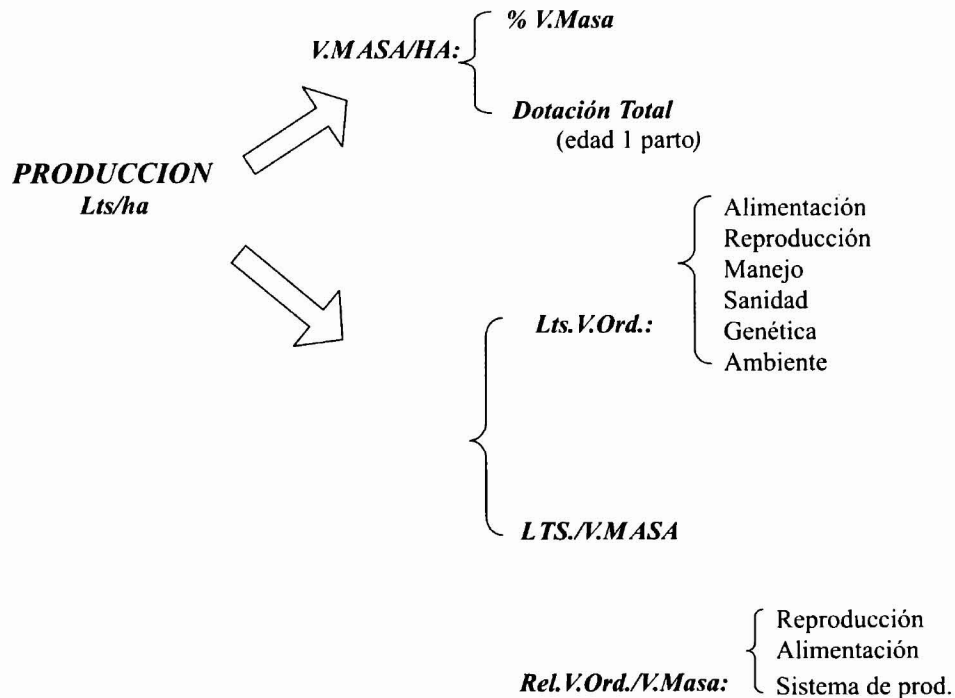 % V.Masa
V.MASA/HA:
Dotación Total
(edad 1 parto)
PRODUCCION
Lts/ha
Alimentación
Reproducción
Manejo
Sanidad
Lts.V.Ord.:
Genética
Ambiente
LTS./V.MASA
Reproducción
Alimentación
Rel.V.Ord./V.Masa:
Sistema de prod.